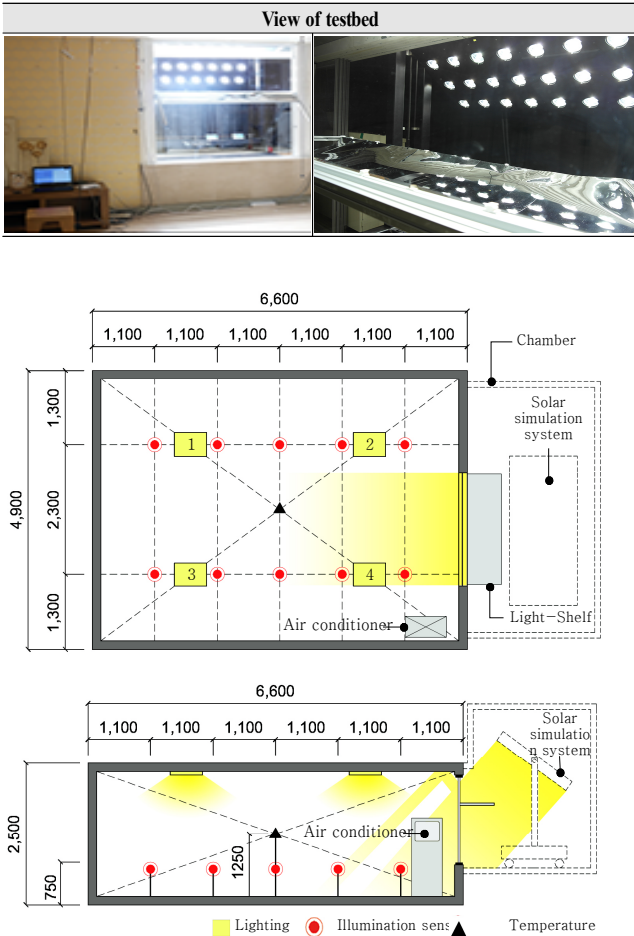 View of testbed
6,600
1,100 1,100 1,100 1,100 1,100 1,100
Chamber
Solar
simulation
system
1,300
2,300
1,300
4,900
1 2
3 4
Air conditioner
Light-Shelf
6,600
1,100 1,100 1,100 1,100 1,100 1,100
Solar
simulatio
n system
2,500
750
1250
Air conditioner
Lighting Illumination sens Temperature